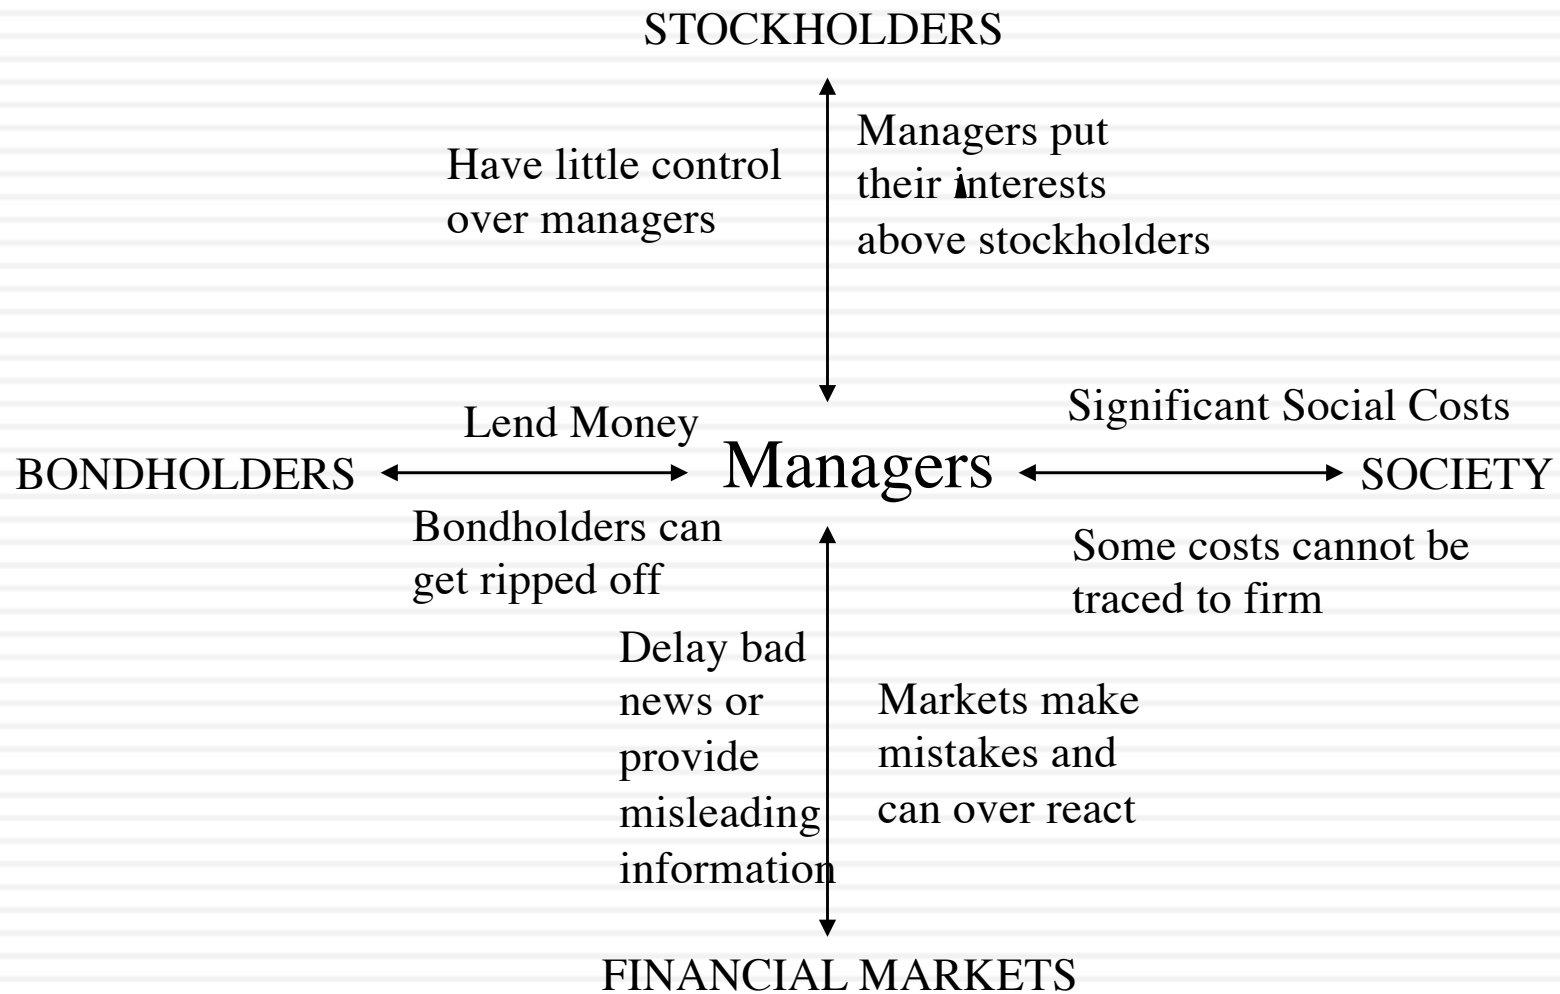 STOCKHOLDERS
Have little control
over managers
Managers put
their interests
above stockholders
Lend Money
Significant Social Costs
BONDHOLDERS
Managers
SOCIETY
Bondholders can
get ripped off
Some costs cannot be
traced to firm
Delay bad
news or
provide
misleading
information
Markets make
mistakes and
can over react
FINANCIAL MARKETS